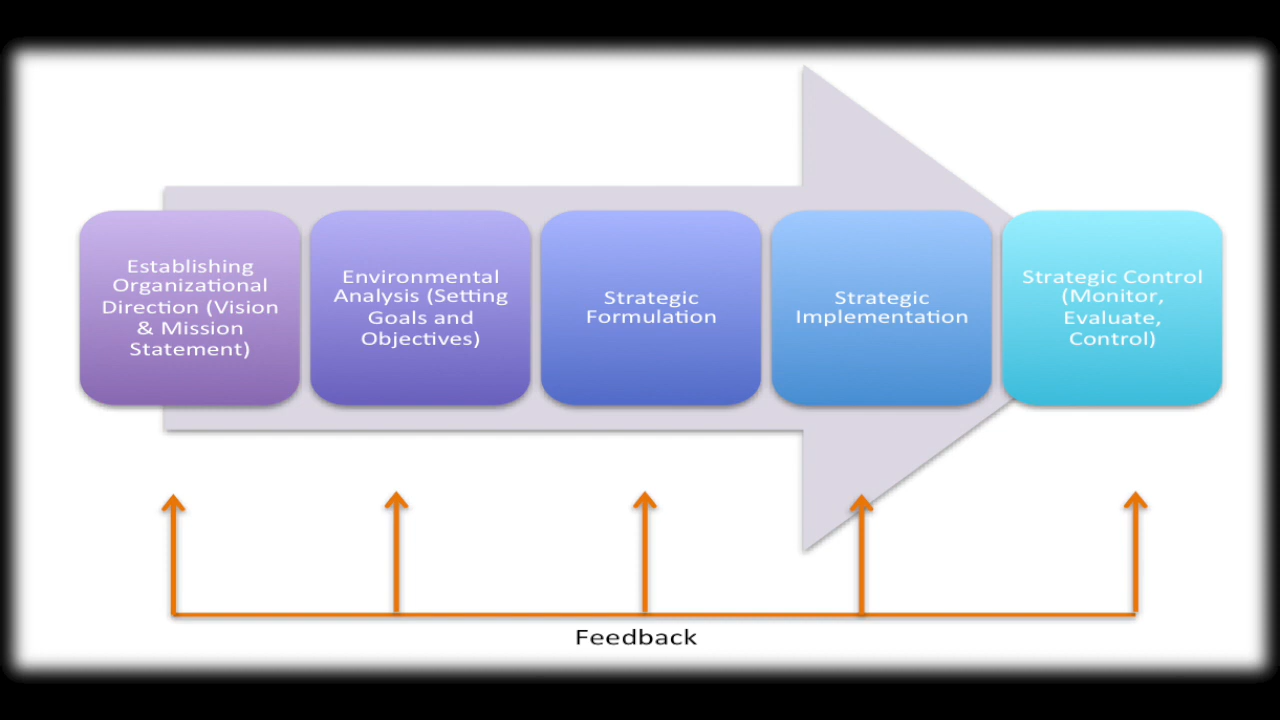 Establishing
Organizational
Direction (Vision
& Mission
Statement)
Environmental
Analysis (Setting
Goals and
Objectives)
Strategic
Formulation
Strategic
Implementation
Strategic Control
(Monitor,
Evaluate,
Control)
Feedback